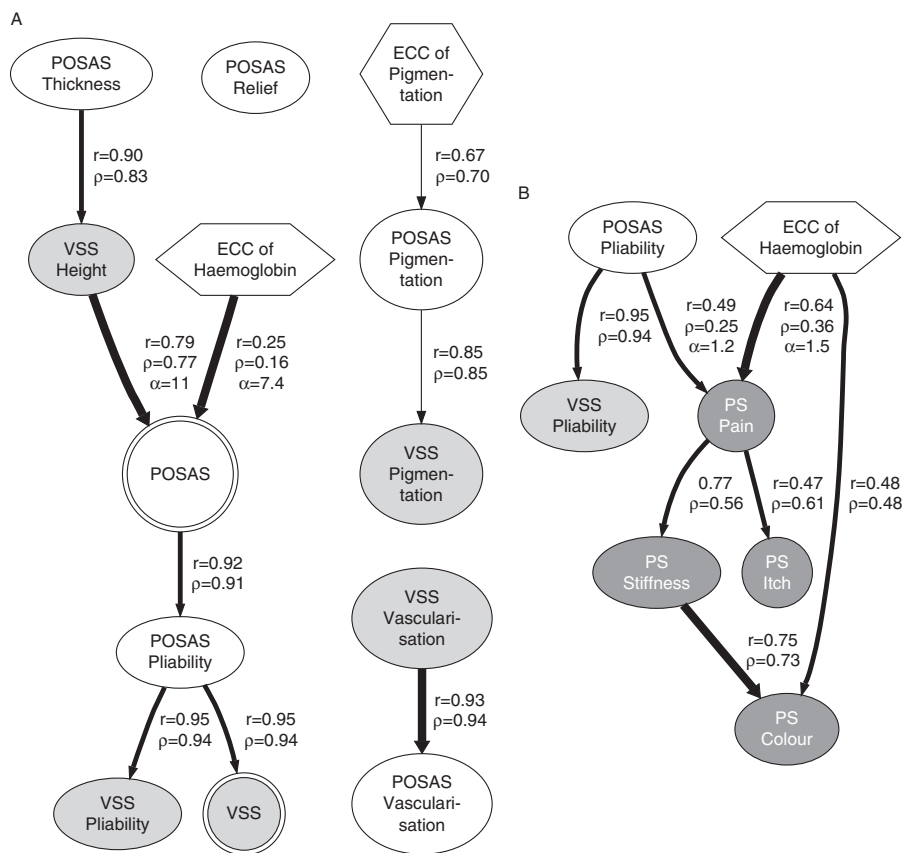 A
POSAS
Thickness
POSAS
Relief
ECC of
Pigmen-
tation
r=0.90
ρ=0.83
r=0.67
ρ=0.70
VSS
Height
ECC of
Haemoglobin
POSAS
Pigmen-
tation
r=0.79
ρ=0.77
α=11
r=0.25
ρ=0.16
α=7.4
r=0.85
ρ=0.85
POSAS
VSS
Pigmen-
tation
r=0.92
ρ=0.91
POSAS
Pliability
VSS
Vasculari-
sation
r=0.95
ρ=0.94
r=0.95
ρ=0.94
r=0.93
ρ=0.94
VSS
Pliability
VSS
POSAS
Vasculari-
sation
B
POSAS
Pliability
ECC of
Haemoglobin
r=0.95
ρ=0.94
r=0.49
ρ=0.25
α=1.2
r=0.64
ρ=0.36
α=1.5
VSS
Pliability
PS
Pain
0.77
ρ=0.56
r=0.47
ρ=0.61
r=0.48
ρ=0.48
PS
Stiffness
PS
Itch
r=0.75
ρ=0.73
PS
Colour